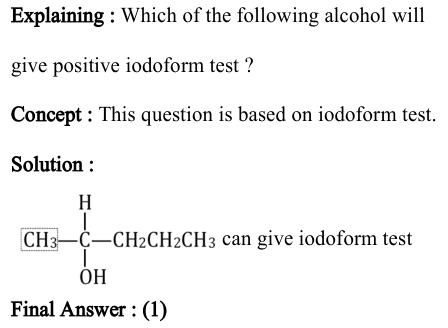 Explaining : Which of the following alcohol will
give positive iodoform test ?
Concept : This question is based on iodoform test.
Solution :
H
CH₃—C—CH₂CH₂CH₃ can give iodoform test
OH
Final Answer : (1)